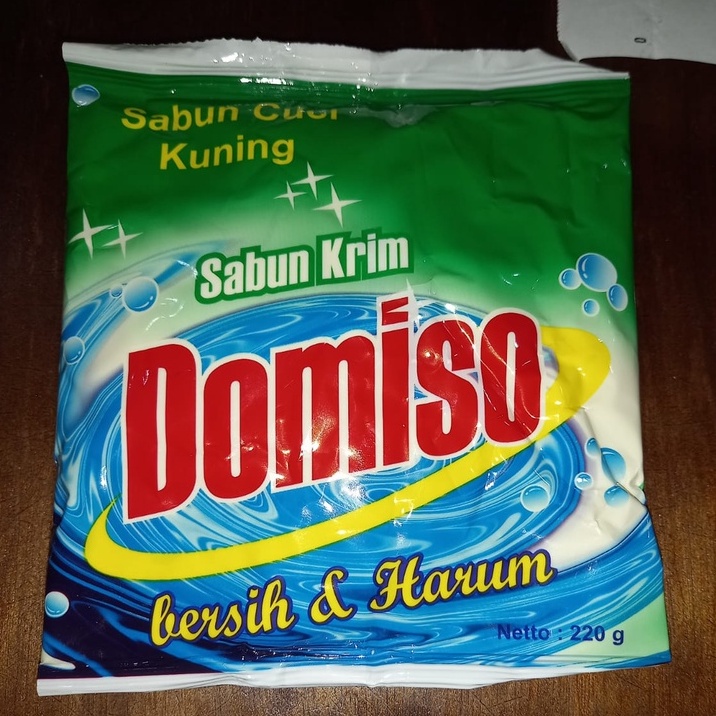 Sabun Cuci
Kuning
Sabun Krim
Domiso
bersih & Harum
Netto : 220 g